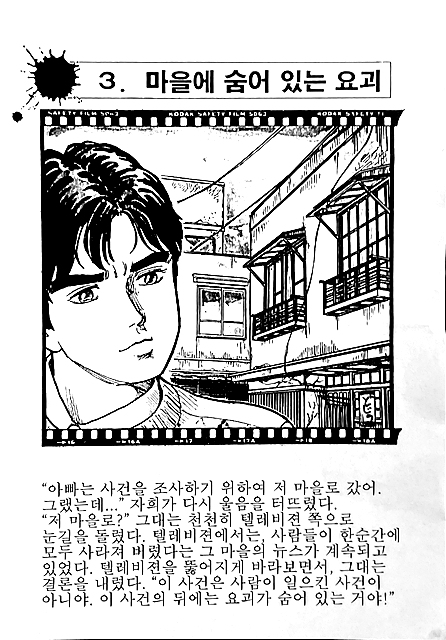 3. 마을에 숨어 있는 요괴
SAFETY FILM 5063
KODAK SAFETY FILM 5063
KODAK SAFETY FI
"아빠는 사건을 조사하기 위하여 저 마을로 갔어.
그랬는데..." 자희가 다시 울음을 터뜨렸다.
"저 마을로?" 그대는 천천히 텔레비젼 쪽으로
눈길을 돌렸다. 텔레비젼에서는, 사람들이 한순간에
모두 사라져 버렸다는 그 마을의 뉴스가 계속되고
있었다. 텔레비젼을 뚫어지게 바라보면서, 그대는
결론을 내렸다. "이 사건은 사람이 일으킨 사건이
아니야. 이 사건의 뒤에는 요괴가 숨어 있는 거야!"